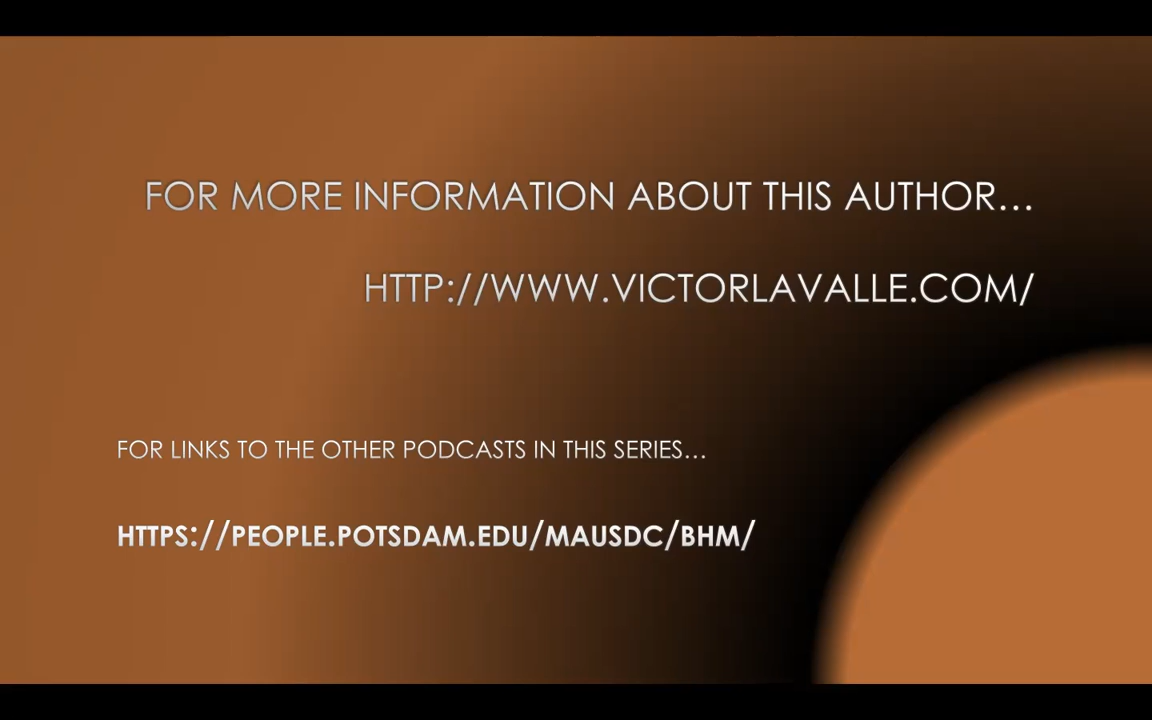 FOR MORE INFORMATION ABOUT THIS AUTHOR…
HTTP://WWW.VICTORLAVALLE.COM/
FOR LINKS TO THE OTHER PODCASTS IN THIS SERIES…
HTTPS://PEOPLE.POTSDAM.EDU/MAUSDC/BHM/